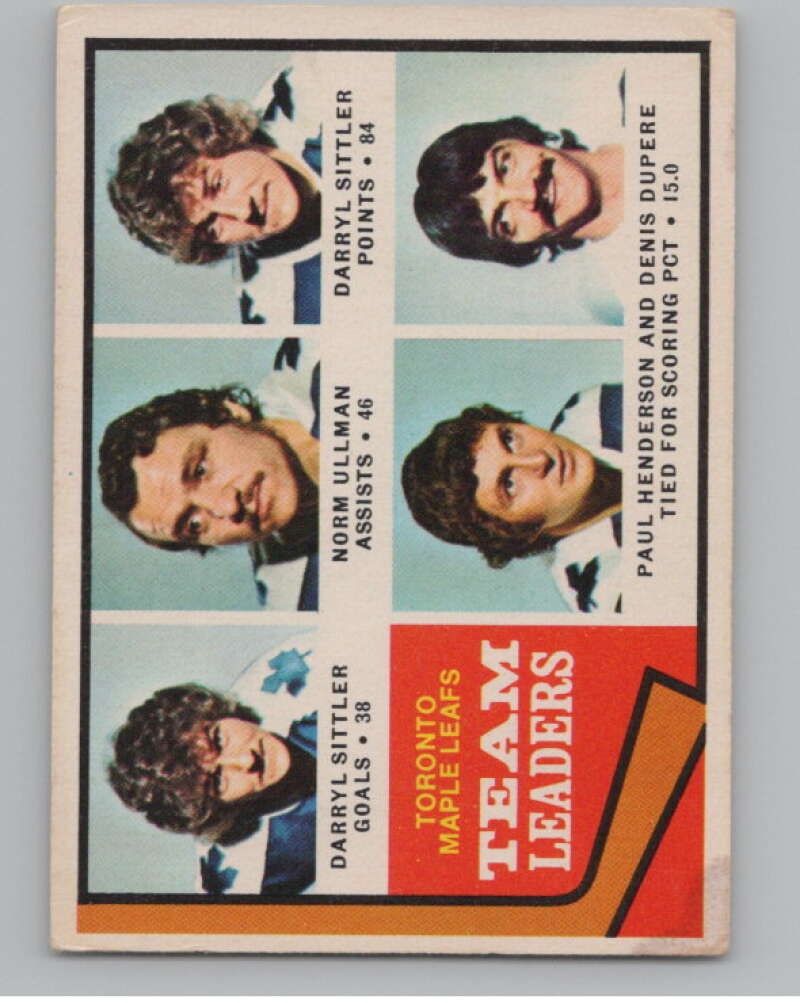 DARRYL SITTLER
GOALS • 38
NORM ULLMAN
ASSISTS • 46
DARRYL SITTLER
POINTS • 84
TORONTO
MAPLE LEAFS
TEAM
LEADERS
PAUL HENDERSON AND DENIS DUPERE
TIED FOR SCORING PCT • 15.0